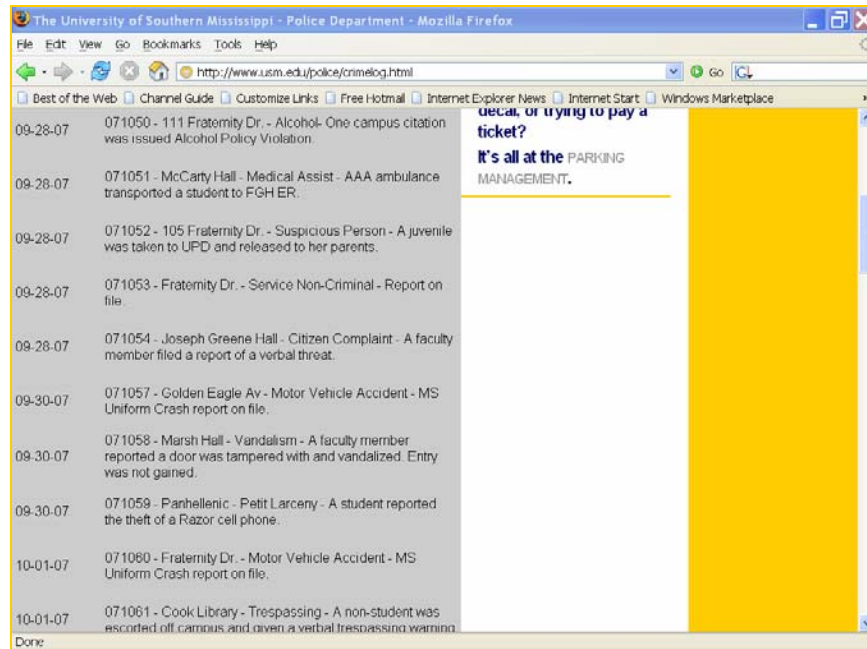 The University of Southern Mississippi - Police Department - Mozilla Firefox
File Edit View Go Bookmarks Tools Help
http://www.usm.edu/police/crimelog.html
Go
Best of the Web Channel Guide Customize Links Free Hotmail Internet Explorer News Internet Start Windows Marketplace
09-28-07
071050 - 111 Fraternity Dr. - Alcohol- One campus citation
was issued Alcohol Policy Violation.
09-28-07
071051 - McCarty Hall - Medical Assist - AAA ambulance
transported a student to FGH ER.
09-28-07
071052 - 105 Fraternity Dr. - Suspicious Person - A juvenile
was taken to UPD and released to her parents.
09-28-07
071053 - Fraternity Dr. - Service Non-Criminal - Report on
file.
09-28-07
071054 - Joseph Greene Hall - Citizen Complaint - A faculty
member filed a report of a verbal threat.
09-30-07
071057 - Golden Eagle Av - Motor Vehicle Accident - MS
Uniform Crash report on file.
09-30-07
071058 - Marsh Hall - Vandalism - A faculty member
reported a door was tampered with and vandalized. Entry
was not gained.
09-30-07
071059 - Panhellenic - Petit Larceny - A student reported
the theft of a Razor cell phone.
10-01-07
071060 - Fraternity Dr. - Motor Vehicle Accident - MS
Uniform Crash report on file.
10-01-07
071061 - Cook Library - Trespassing - A non-student was
escorted off campus and given a verbal trespassing warning
decal, or trying to pay a
ticket?
It's all at the PARKING
MANAGEMENT.
Done